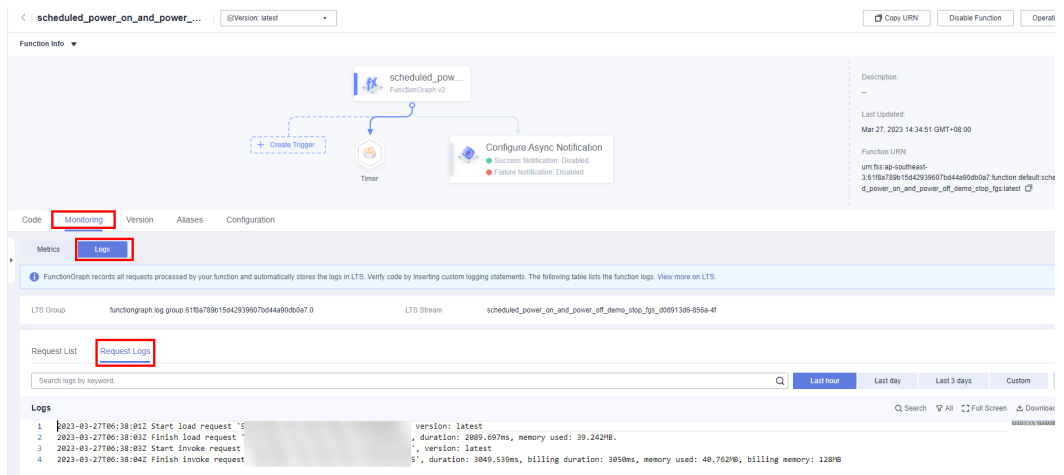 scheduled_power_on_and_power_...
Version: latest
Copy URN
Disable Function
Function Info
scheduled_pow...
FunctionGraph v2
Description:
--
Last Updated:
Mar 27, 2023 14:34:51 GMT+08:00
+ Create Trigger
Timer
Configure Async Notification
Success Notification: Disabled
Failure Notification: Disabled
Function URN:
urn:fss:ap-southeast-
3:61f8a789b15d42939607bd44a90db0a7:function:default:sche
d_power_on_and_power_off_demo_stop_fgs:latest
Code Monitoring Version Aliases Configuration
Metrics Logs
FunctionGraph records all requests processed by your function and automatically stores the logs in LTS. Verify code by inserting custom logging statements. The following table lists the function logs. View more on LTS.
LTS Group functiongraph.log.group.61f8a789b15d42939607bd44a90db0a7.0 LTS Stream scheduled_power_on_and_power_off_demo_stop_fgs_d08913d6-856a-4f
Request List Request Logs
Search logs by keyword. Last hour Last day Last 3 days Custom
Logs Search All Full Screen Download
1 2023-03-27T06:38:01Z Start load request '5 version: latest
2 2023-03-27T06:38:03Z Finish load request ' , duration: 2089.697ms, memory used: 39.242MB.
3 2023-03-27T06:38:03Z Start invoke request ', version: latest
4 2023-03-27T06:38:04Z Finish invoke request 5', duration: 3049.539ms, billing duration: 3050ms, memory used: 40.762MB, billing memory: 128MB